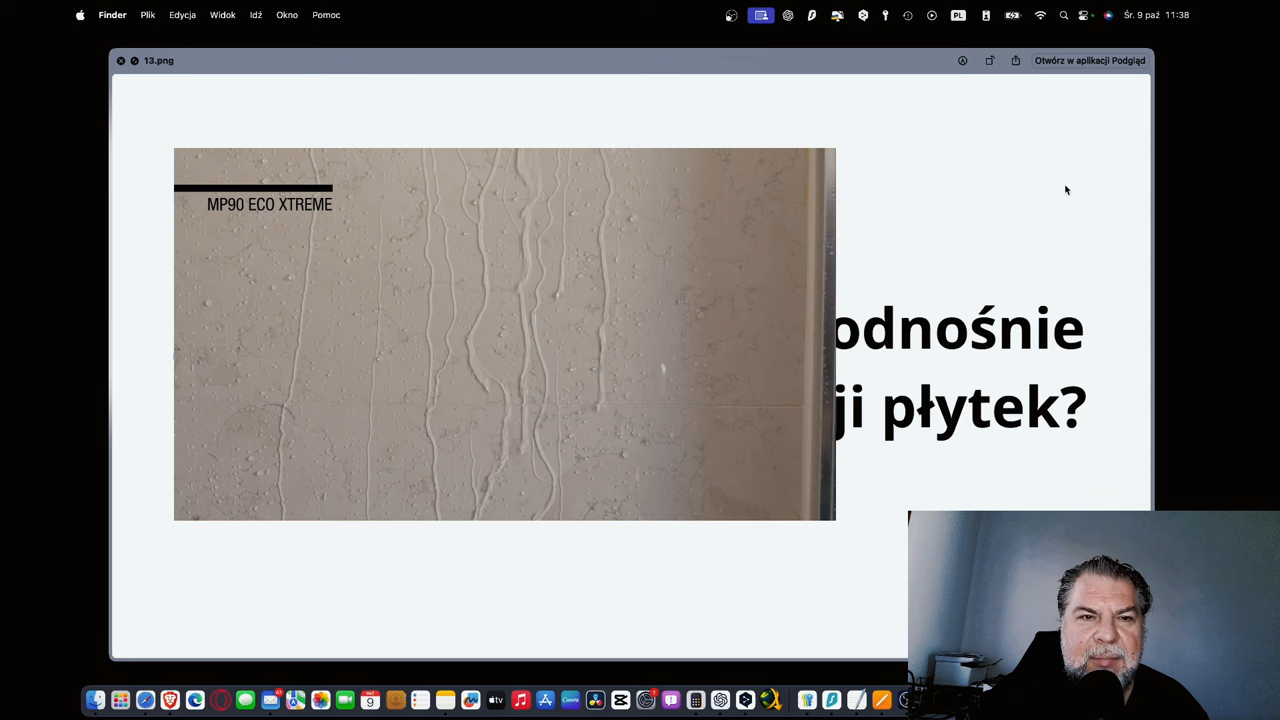 Finder Plik Edycja Widok Idź Okno Pomoc PL Śr. 9 paź 11:38
13.png Otwórz w aplikacji Podgląd
MP90 ECO XTREME
odnośnie
ji płytek?